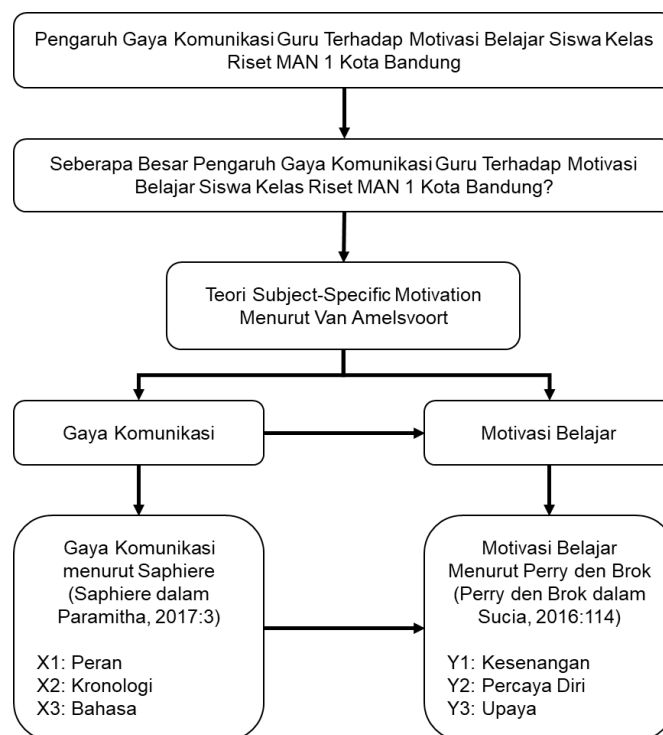 Pengaruh Gaya Komunikasi Guru Terhadap Motivasi Belajar Siswa Kelas
Riset MAN 1 Kota Bandung
Seberapa Besar Pengaruh Gaya Komunikasi Guru Terhadap Motivasi
Belajar Siswa Kelas Riset MAN 1 Kota Bandung?
Teori Subject-Specific Motivation
Menurut Van Amelsvoort
Gaya Komunikasi
Motivasi Belajar
Gaya Komunikasi
menurut Saphiere
(Saphiere dalam
Paramitha, 2017:3)
X1: Peran
X2: Kronologi
X3: Bahasa
Motivasi Belajar
Menurut Perry den Brok
(Perry den Brok dalam
Sucia, 2016:114)
Y1: Kesenangan
Y2: Percaya Diri
Y3: Upaya